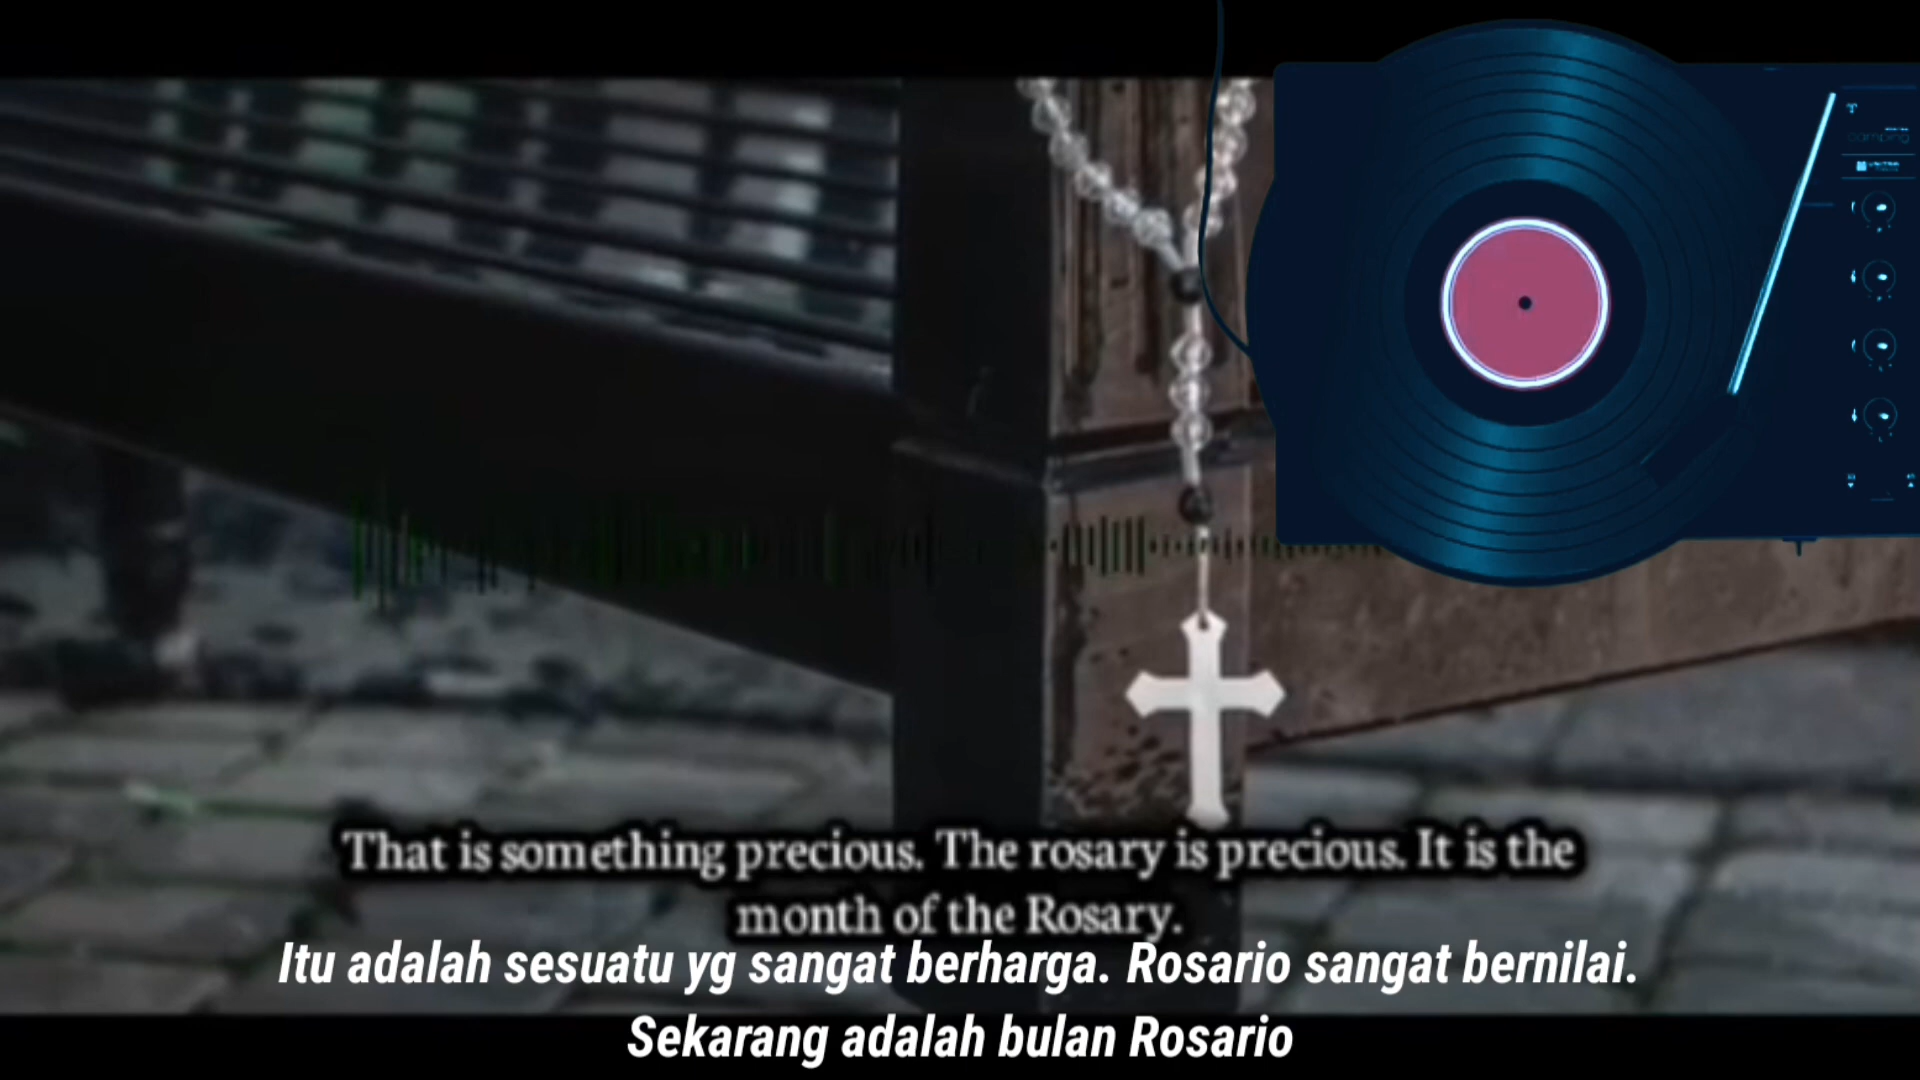 That is something precious. The rosary is precious. It is the
month of the Rosary.
Itu adalah sesuatu yg sangat berharga. Rosario sangat bernilai.
Sekarang adalah bulan Rosario